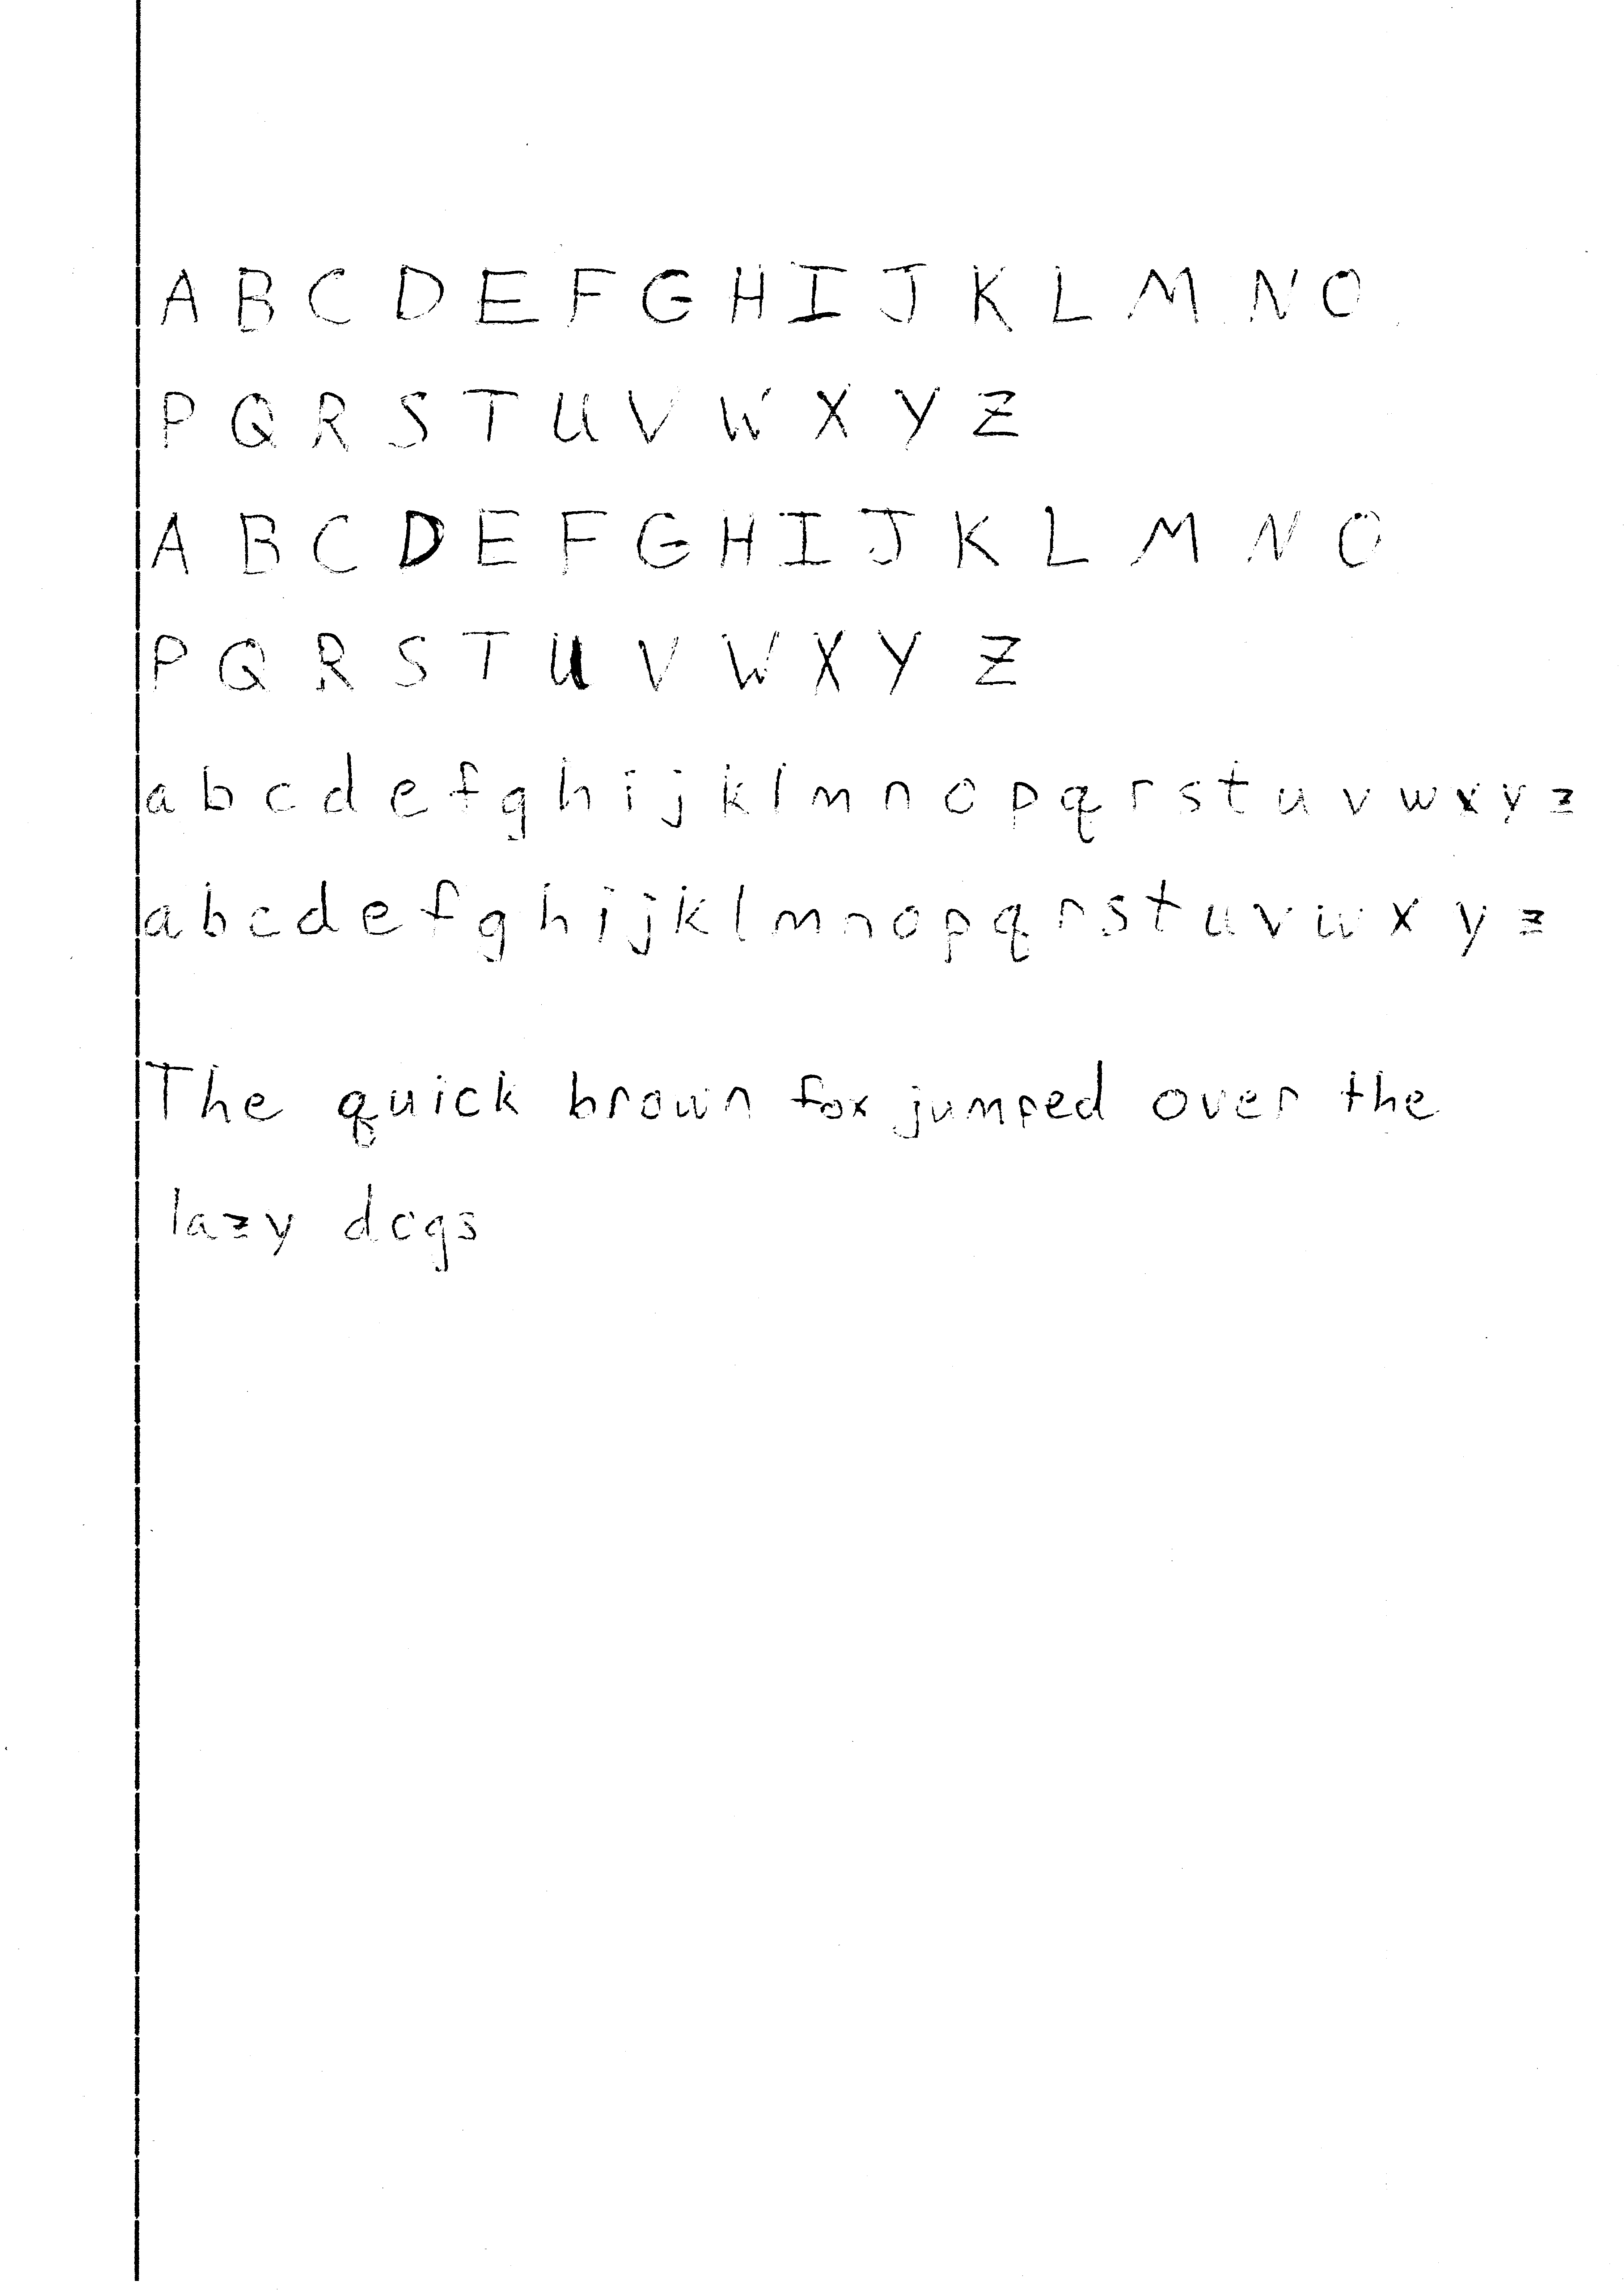 A B C D E F G H I J K L M N O
P Q R S T U V W X Y Z
A B C D E F G H I J K L M N O
P Q R S T U V W X Y Z
a b c d e f g h i j k l m n o p q r s t u v w x y z
a b c d e f g h i j k l m n o p q r s t u v w x y z
The quick brown fox jumped over the
lazy dogs